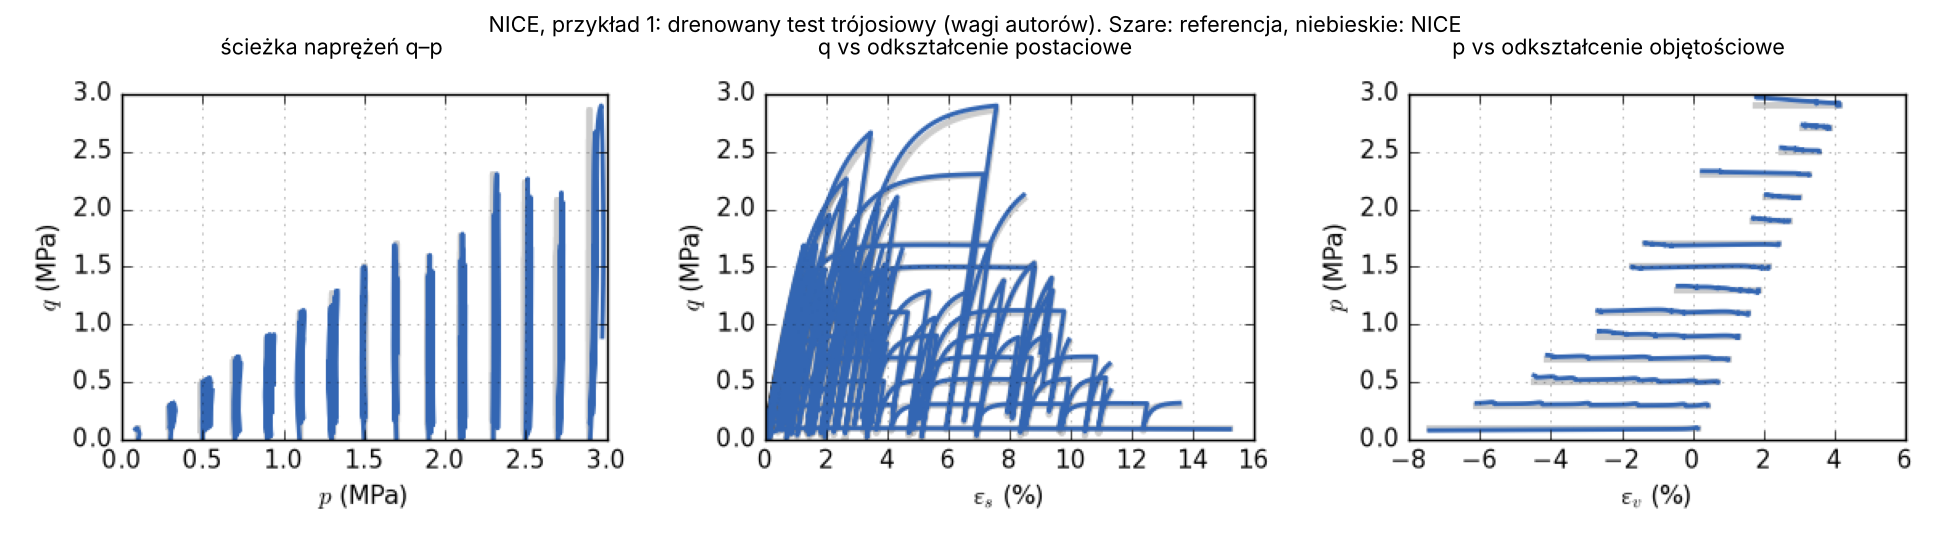 NICE, przykład 1: drenowany test trójosiowy (wagi autorów). Szare: referencja, niebieskie: NICE
ścieżka naprężeń q–p
q vs odkształcenie postaciowe
p vs odkształcenie objętościowe
3.0
2.5
2.0
1.5
1.0
0.5
0.0
q (MPa)
0.0 0.5 1.0 1.5 2.0 2.5 3.0
p (MPa)
3.0
2.5
2.0
1.5
1.0
0.5
0.0
q (MPa)
0 2 4 6 8 10 12 14 16
εs (%)
3.0
2.5
2.0
1.5
1.0
0.5
0.0
p (MPa)
−8 −6 −4 −2 0 2 4 6
εv (%)